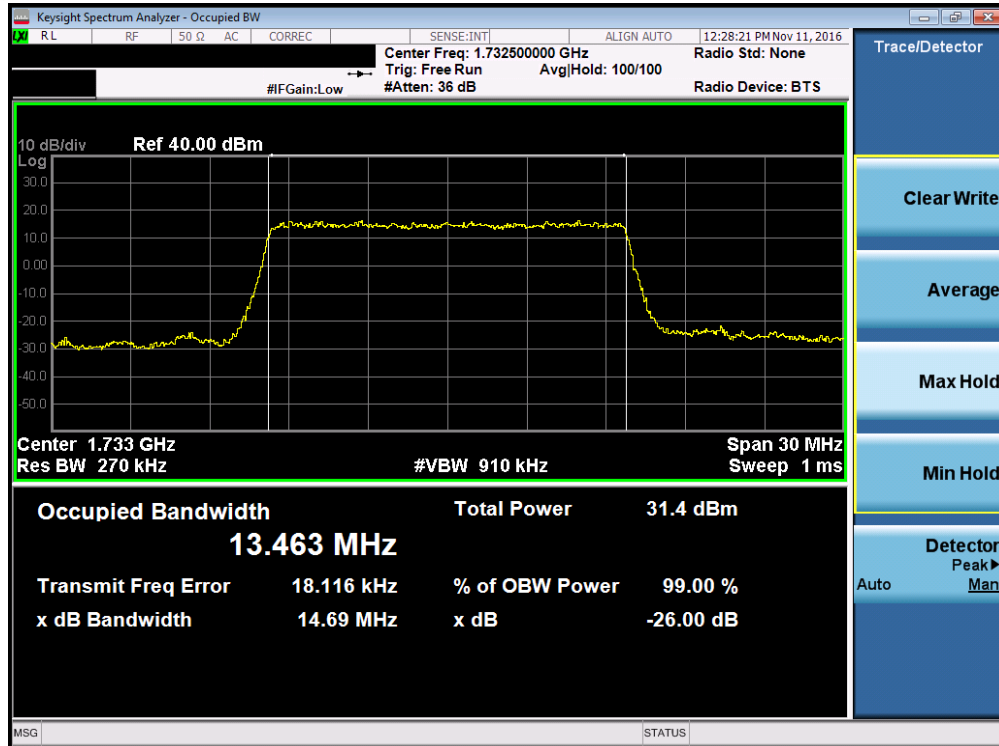 Keysight Spectrum Analyzer - Occupied BW
LXI RL RF 50 Ω AC CORREC SENSE:INT ALIGN AUTO 12:28:21 PM Nov 11, 2016
Center Freq: 1.732500000 GHz Radio Std: None
Trig: Free Run Avg|Hold: 100/100
#IFGain:Low #Atten: 36 dB Radio Device: BTS
10 dB/div Ref 40.00 dBm
Log
30.0
20.0
10.0
0.00
-10.0
-20.0
-30.0
-40.0
-50.0
Center 1.733 GHz Span 30 MHz
Res BW 270 kHz #VBW 910 kHz Sweep 1 ms
Occupied Bandwidth Total Power 31.4 dBm
13.463 MHz
Transmit Freq Error 18.116 kHz % of OBW Power 99.00 %
x dB Bandwidth 14.69 MHz x dB -26.00 dB
MSG STATUS
Trace/Detector
Clear Write
Average
Max Hold
Min Hold
Detector
Peak▶
Auto Man